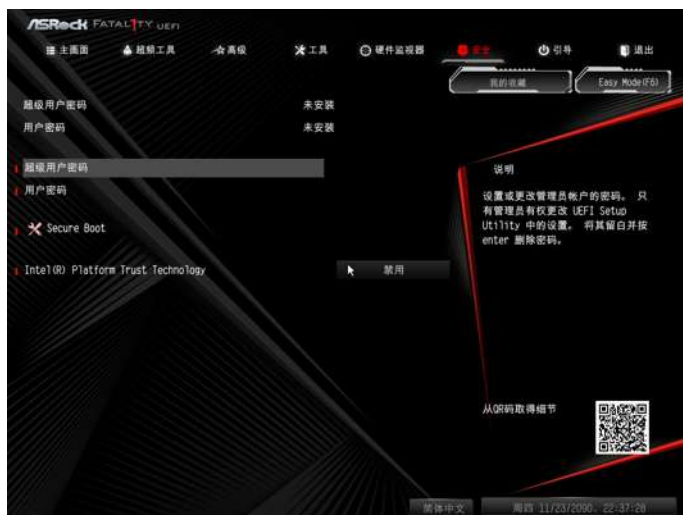 ASRock FATAL1TY UEFI
主画面 超频工具 高级 工具 硬件监视器 安全 引导 退出
我的收藏 Easy Mode(F6)
超级用户密码 未安装
用户密码 未安装
超级用户密码
用户密码
Secure Boot
Intel(R) Platform Trust Technology 禁用
说明
设置或更改管理员帐户的密码。 只
有管理员有权更改 UEFI Setup
Utility 中的设置。 将其留白并按
enter 删除密码。
从QR码取得细节
简体中文 周四 11/23/2090, 22:37:28